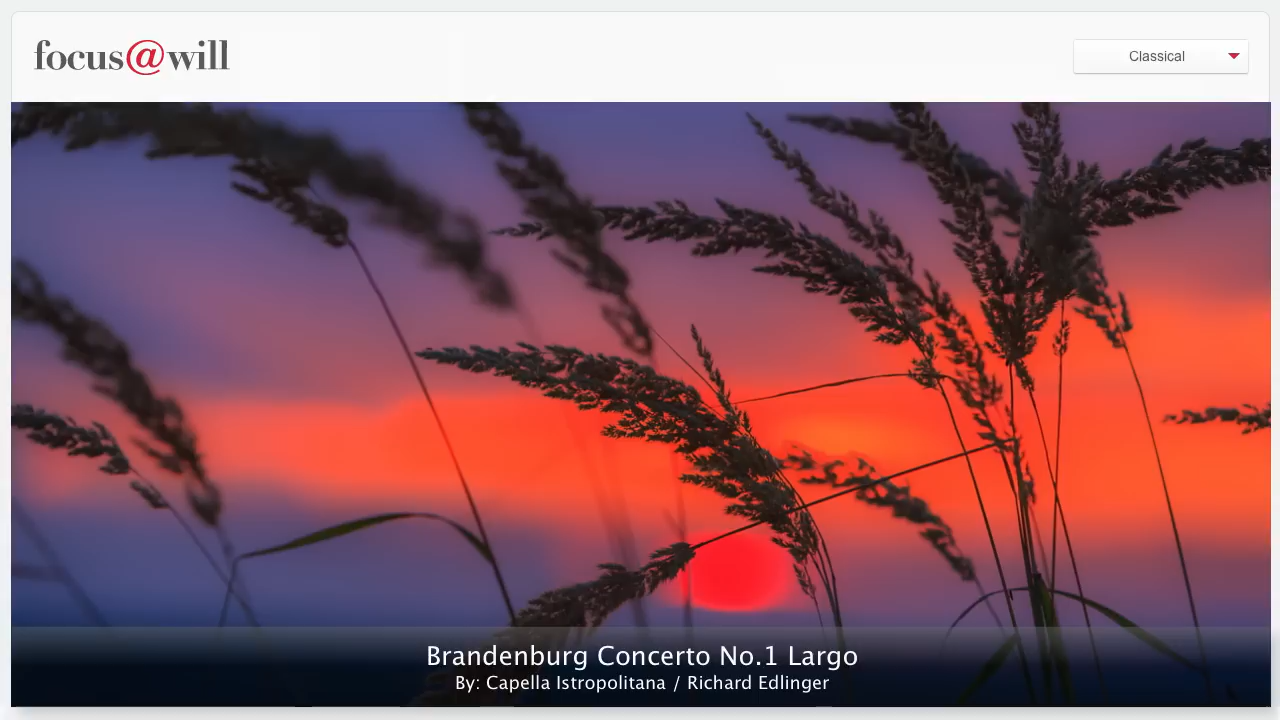 focus@will
Classical
Brandenburg Concerto No.1 Largo
By: Capella Istropolitana / Richard Edlinger